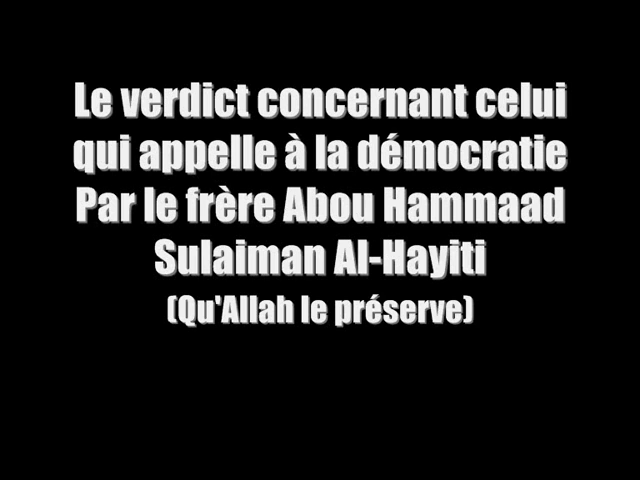 Le verdict concernant celui
qui appelle à la démocratie
Par le frère Abou Hammaad
Sulaiman Al-Hayiti
(Qu'Allah le préserve)